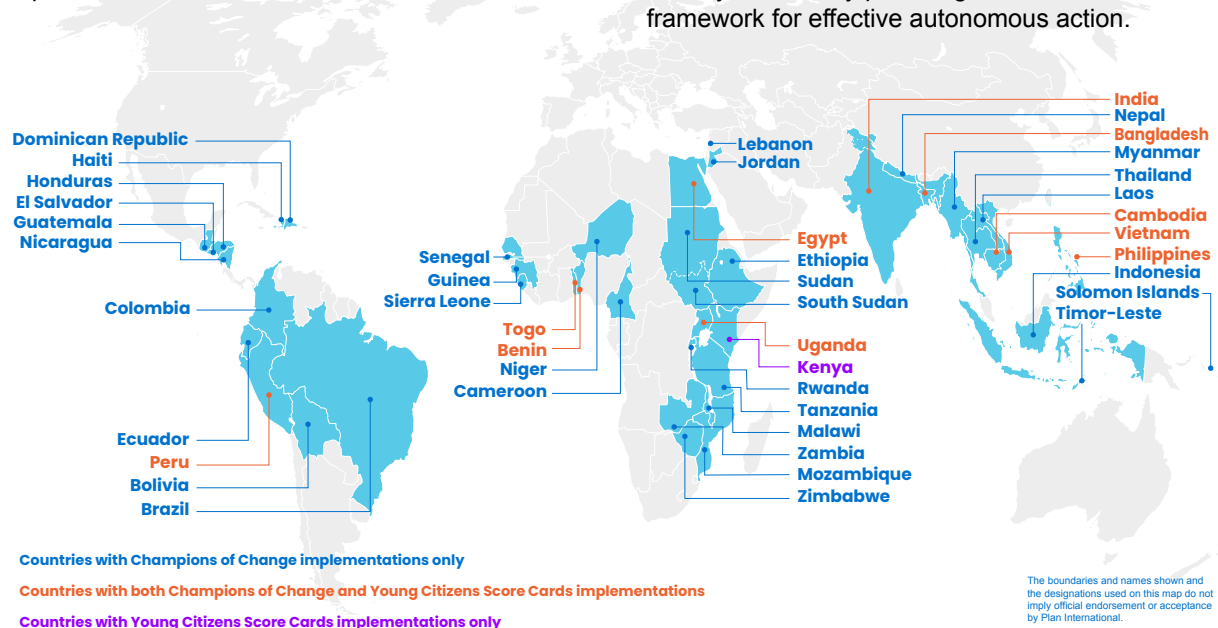 framework for effective autonomous action.
Dominican Republic
Haiti
Honduras
El Salvador
Guatemala
Nicaragua
Colombia
Ecuador
Peru
Bolivia
Brazil
Senegal
Guinea
Sierra Leone
Togo
Benin
Niger
Cameroon
Lebanon
Jordan
Egypt
Ethiopia
Sudan
South Sudan
Uganda
Kenya
Rwanda
Tanzania
Malawi
Zambia
Mozambique
Zimbabwe
India
Nepal
Bangladesh
Myanmar
Thailand
Laos
Cambodia
Vietnam
Philippines
Indonesia
Solomon Islands
Timor-Leste
Countries with Champions of Change implementations only
Countries with both Champions of Change and Young Citizens Score Cards implementations
Countries with Young Citizens Score Cards implementations only
The boundaries and names shown and
the designations used on this map do not
imply official endorsement or acceptance
by Plan International.